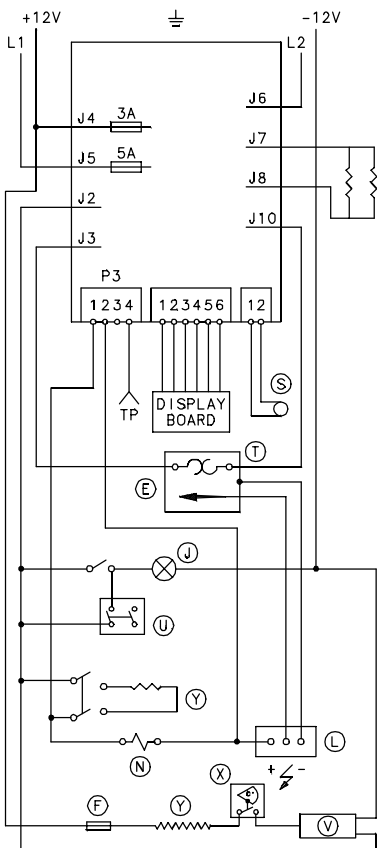 +12V -12V
L1 L2
J6
J4 3A
J7
J5 5A
J8
J2
J10
J3
P3
1234 123456 12
S
TP
DISPLAY
BOARD
T
E
J
U
Y
L
N
+ -
X
F Y
V